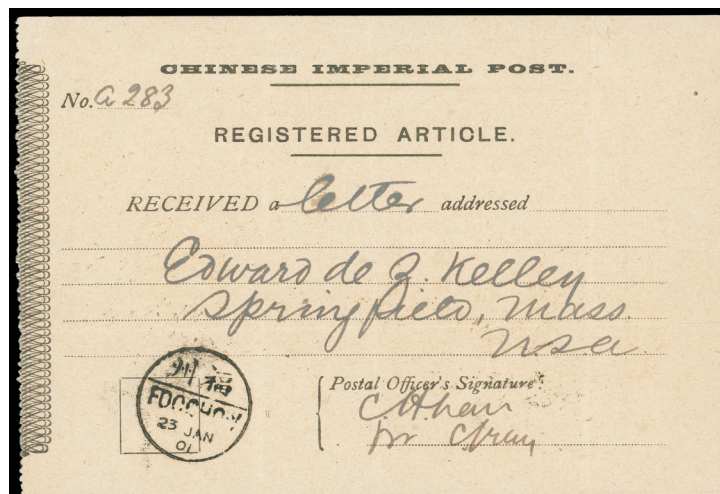 CHINESE IMPERIAL POST.
No. a 283
REGISTERED ARTICLE.
RECEIVED a letter addressed
Edward de Z. Kelley
Springfield, Mass
USA
州福
FOOCHOW
23 JAN
01
Postal Officer's Signature: